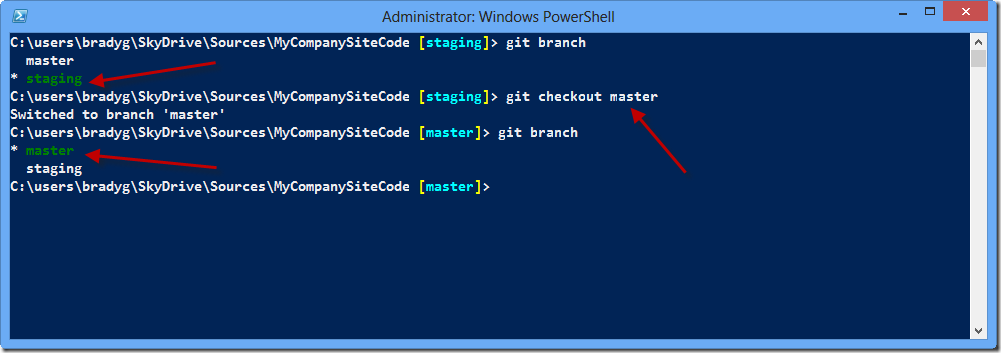 Administrator: Windows PowerShell
C:\users\bradyg\SkyDrive\Sources\MyCompanySiteCode [staging]> git branch
  master
* staging
C:\users\bradyg\SkyDrive\Sources\MyCompanySiteCode [staging]> git checkout master
Switched to branch 'master'
C:\users\bradyg\SkyDrive\Sources\MyCompanySiteCode [master]> git branch
* master
  staging
C:\users\bradyg\SkyDrive\Sources\MyCompanySiteCode [master]>